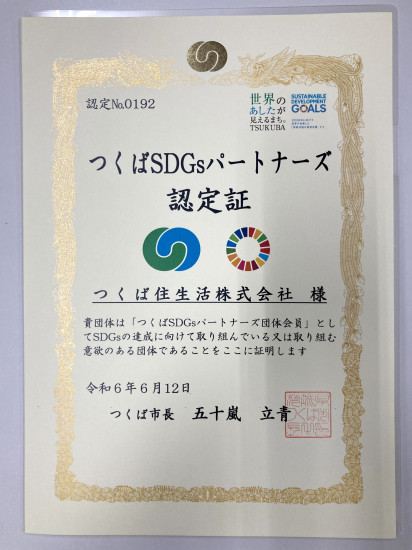 認定No.0192
世界の
あしたが
見えるまち。
TSUKUBA
SUSTAINABLE
DEVELOPMENT
GOALS
つくばSDGsパートナーズ
認定証
つくば住生活株式会社 様
貴団体は「つくばSDGsパートナーズ団体会員」とし
てSDGsの達成に向けて取り組んでいる又は取り組む
意欲のある団体であることをここに証明します
令和6年6月12日
つくば市長 五十嵐 立青